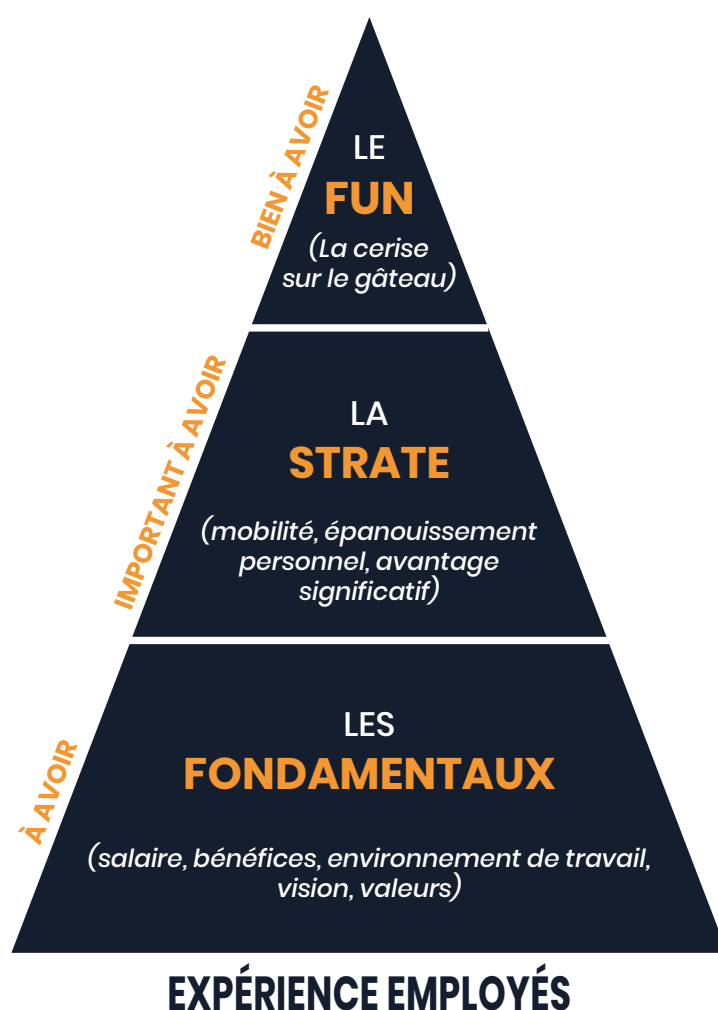 BIEN À AVOIR
LE
FUN
(La cerise
sur le gâteau)
IMPORTANT À AVOIR
LA
STRATE
(mobilité, épanouissement
personnel, avantage
significatif)
À AVOIR
LES
FONDAMENTAUX
(salaire, bénéfices, environnement de travail,
vision, valeurs)
EXPÉRIENCE EMPLOYÉS